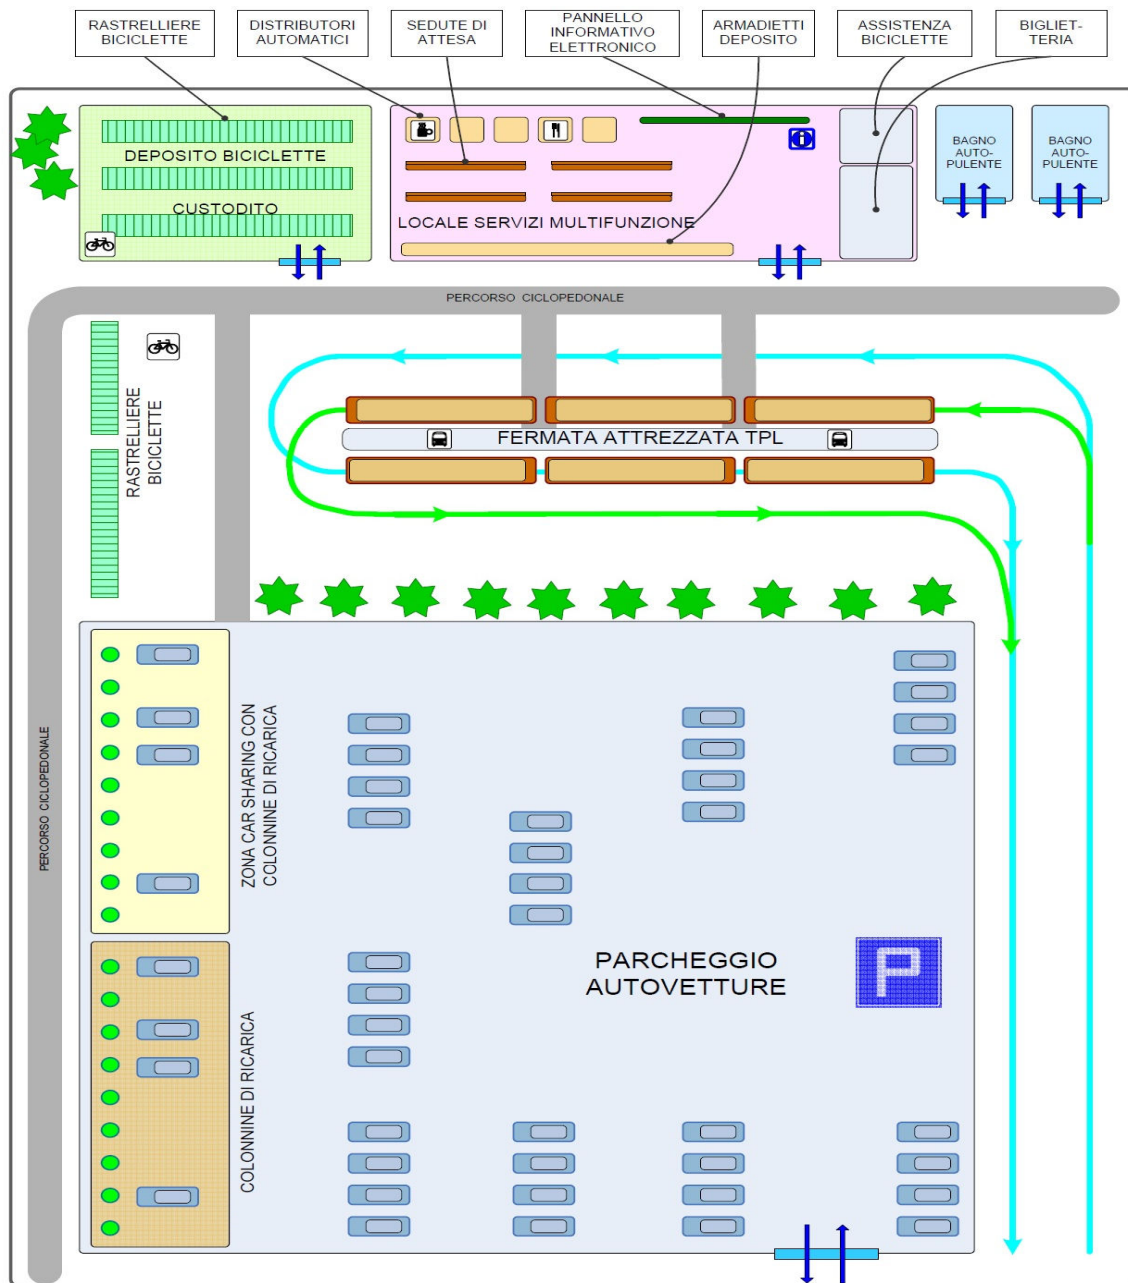 RASTRELLIERE
BICICLETTE
DISTRIBUTORI
AUTOMATICI
SEDUTE DI
ATTESA
PANNELLO
INFORMATIVO
ELETTRONICO
ARMADIETTI
DEPOSITO
ASSISTENZA
BICICLETTE
BIGLIET-
TERIA
DEPOSITO BICICLETTE
CUSTODITO
LOCALE SERVIZI MULTIFUNZIONE
i
BAGNO
AUTO-
PULENTE
BAGNO
AUTO-
PULENTE
PERCORSO CICLOPEDONALE
RASTRELLIERE
BICICLETTE
FERMATA ATTREZZATA TPL
PERCORSO CICLOPEDONALE
ZONA CAR SHARING CON
COLONNINE DI RICARICA
COLONNINE DI RICARICA
PARCHEGGIO
AUTOVETTURE
P